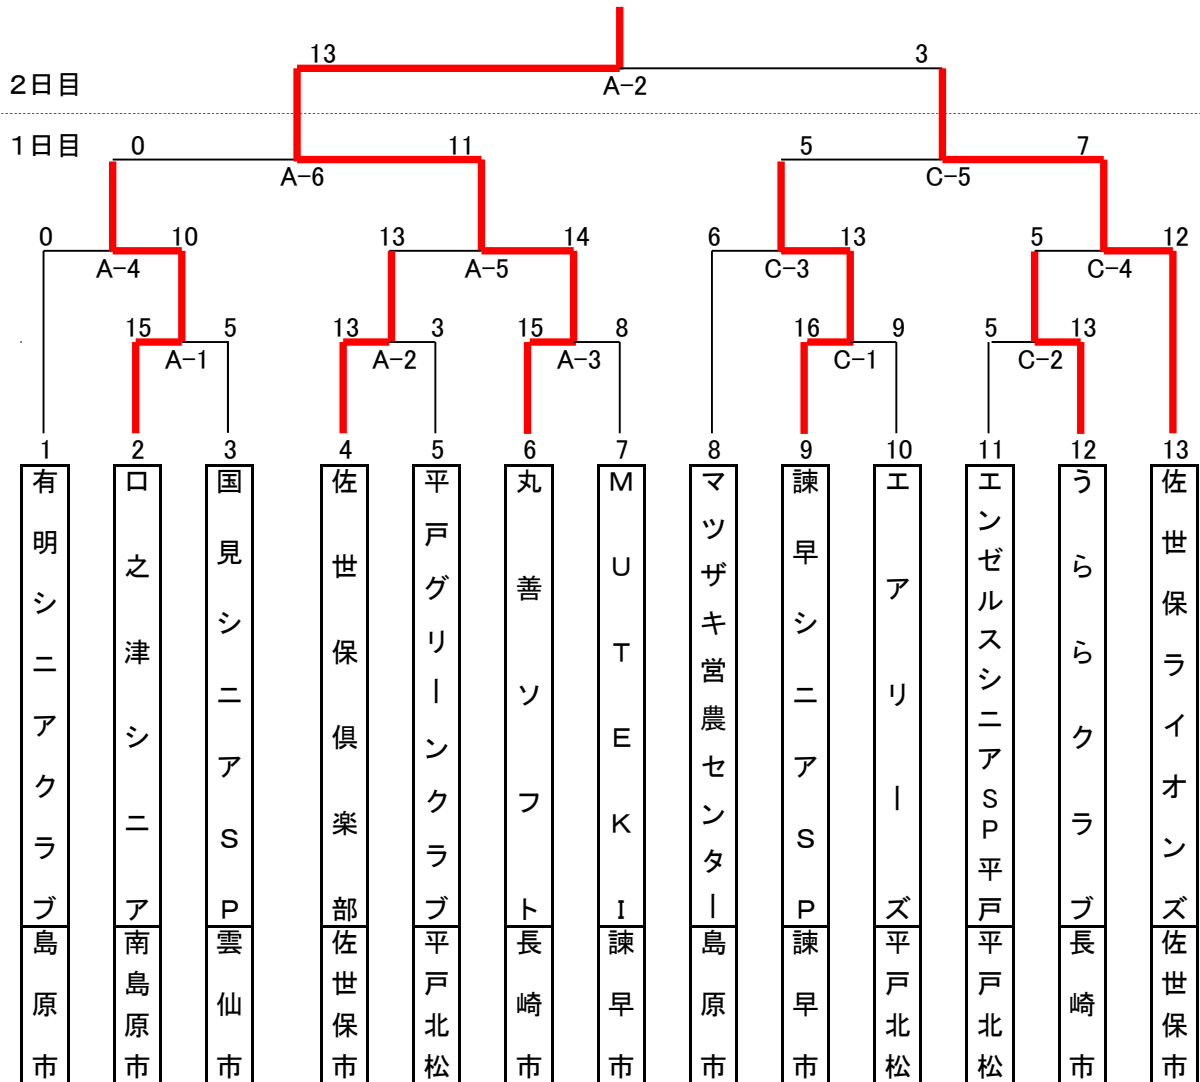 13 3
2日目 A-2
1日目 0 11 5 7
A-6 C-5
0 10 13 14 6 13 5 12
A-4 A-5 C-3 C-4
15 5 13 3 15 8 16 9 5 13
A-1 A-2 A-3 C-1 C-2
1 2 3 4 5 6 7 8 9 10 11 12 13
有明シニアクラブ
口之津シニア
国見シニアSP
佐世保倶楽部
平戸グリーンクラブ
丸善ソフト
MUTEKI
マツザキ営農センター
諫早シニアSP
エアリーズ
エンゼルスシニアSP平戸
うららクラブ
佐世保ライオンズ
島原市
南島原市
雲仙市
佐世保市
平戸北松
長崎市
諫早市
島原市
諫早市
平戸北松
平戸北松
長崎市
佐世保市